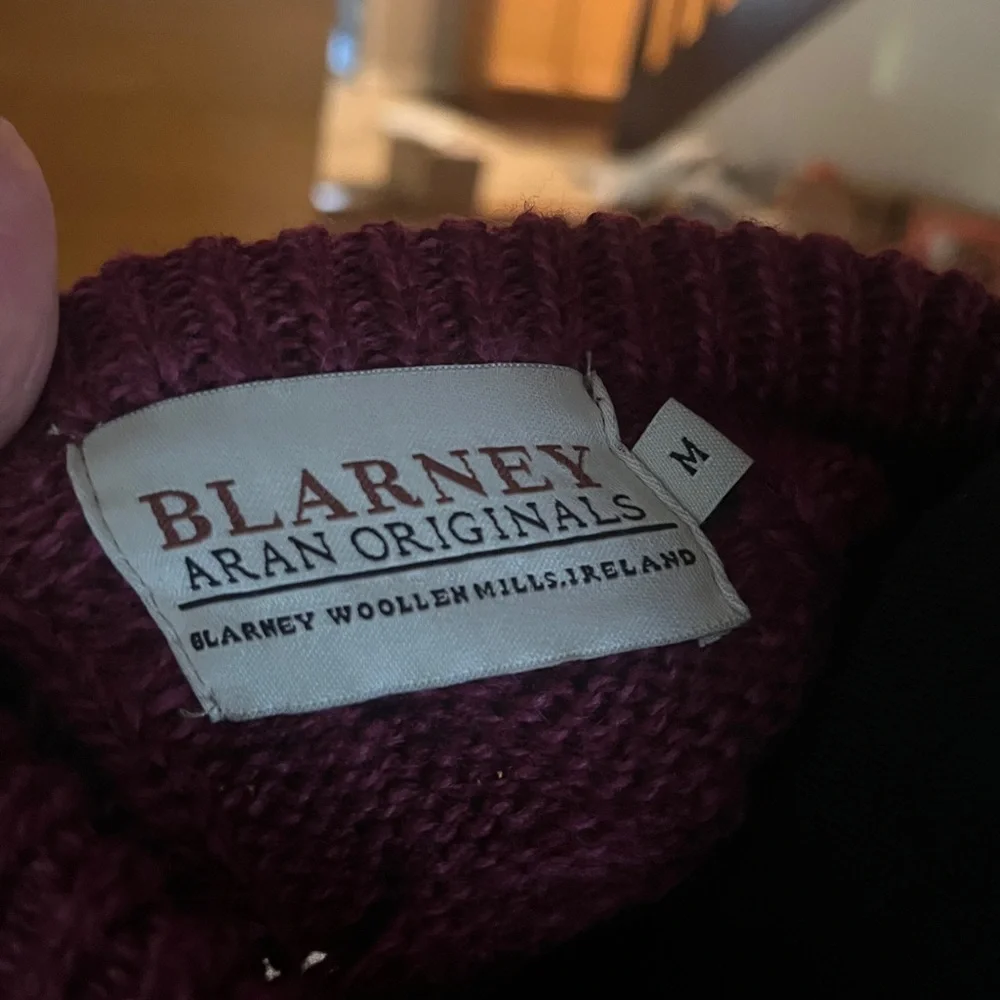 BLARNEY
ARAN ORIGINALS
BLARNEY WOOLLEN MILLS.IRELAND
M